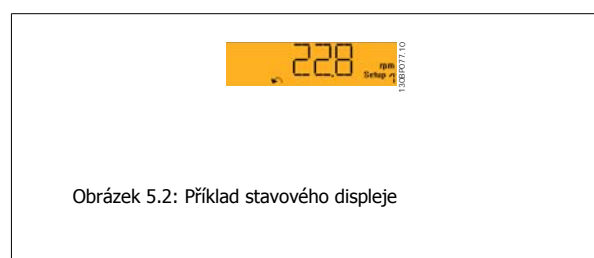 22.8
rpm
Setup 1
130BP077.10
Obrázek 5.2: Příklad stavového displeje